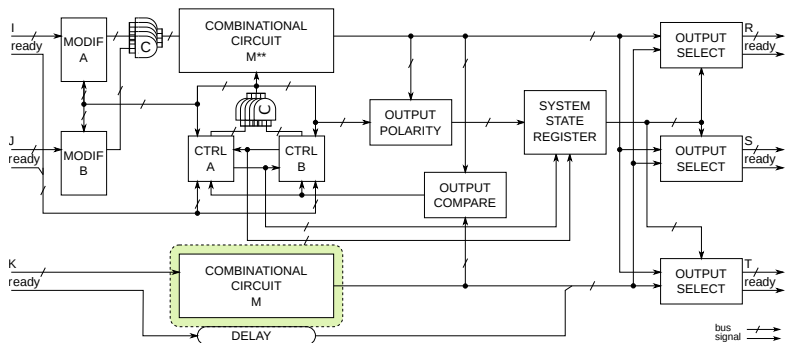 I
ready
MODIF
A
C
COMBINATIONAL
CIRCUIT
M**
OUTPUT
SELECT
R
ready
C
OUTPUT
POLARITY
SYSTEM
STATE
REGISTER
J
ready
MODIF
B
CTRL
A
CTRL
B
OUTPUT
SELECT
S
ready
OUTPUT
COMPARE
K
ready
COMBINATIONAL
CIRCUIT
M
OUTPUT
SELECT
T
ready
DELAY
bus
signal